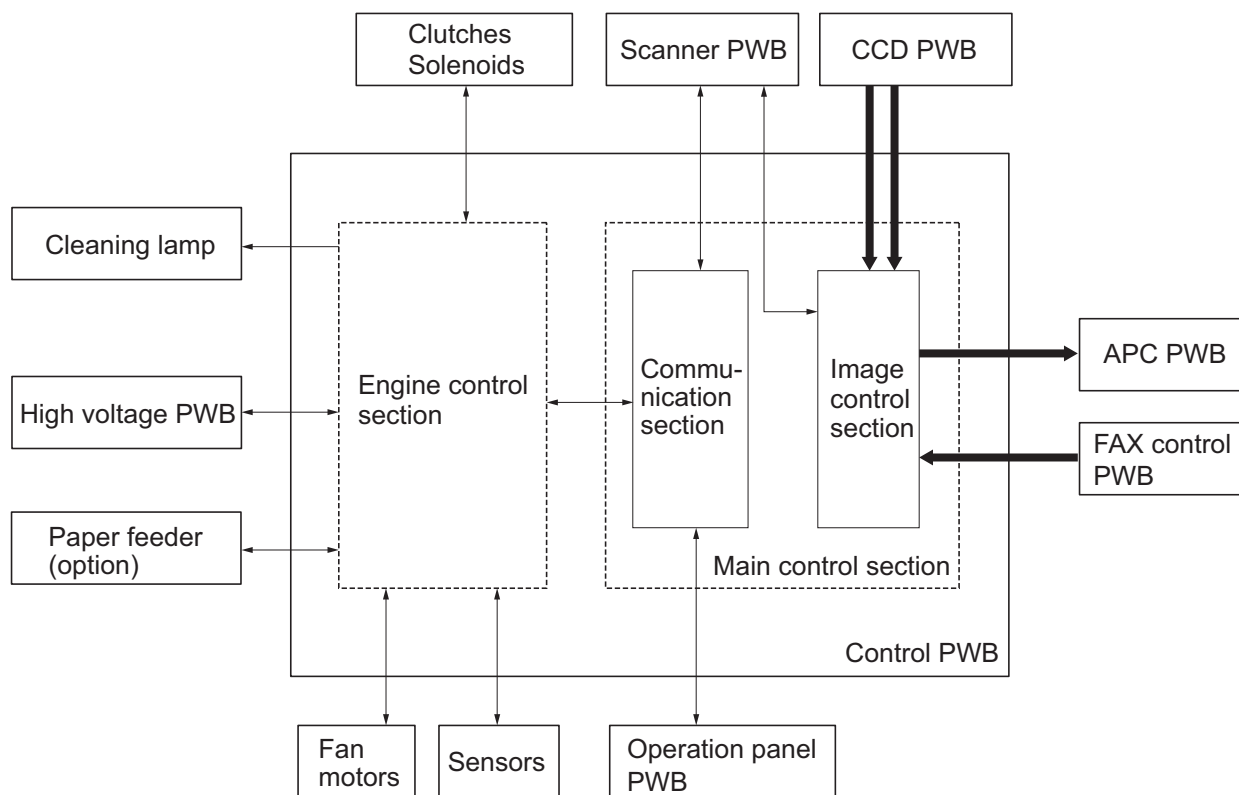 Clutches
Solenoids
Scanner PWB
CCD PWB
Cleaning lamp
High voltage PWB
Paper feeder
(option)
Engine control
section
Commu-
nication
section
Image
control
section
Main control section
Control PWB
APC PWB
FAX control
PWB
Fan
motors
Sensors
Operation panel
PWB